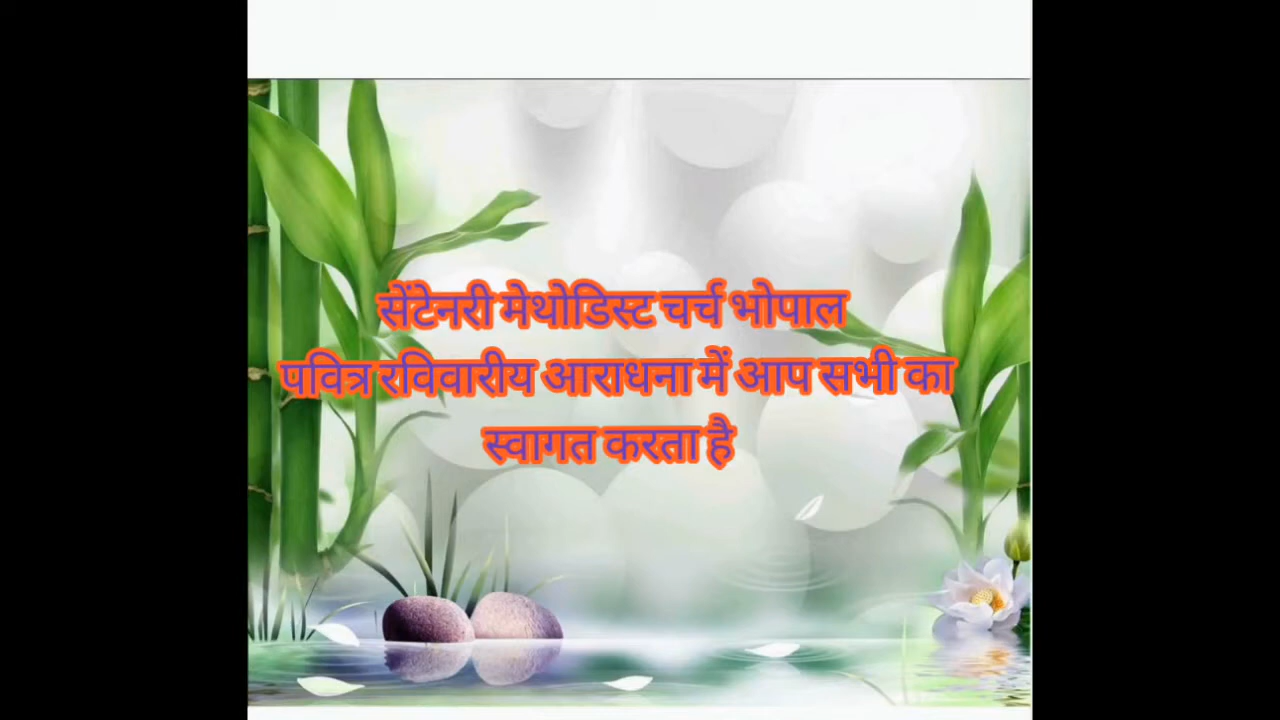 सेंटेनरी मेथोडिस्ट चर्च भोपाल
पवित्र रविवारीय आराधना में आप सभी का
स्वागत करता है